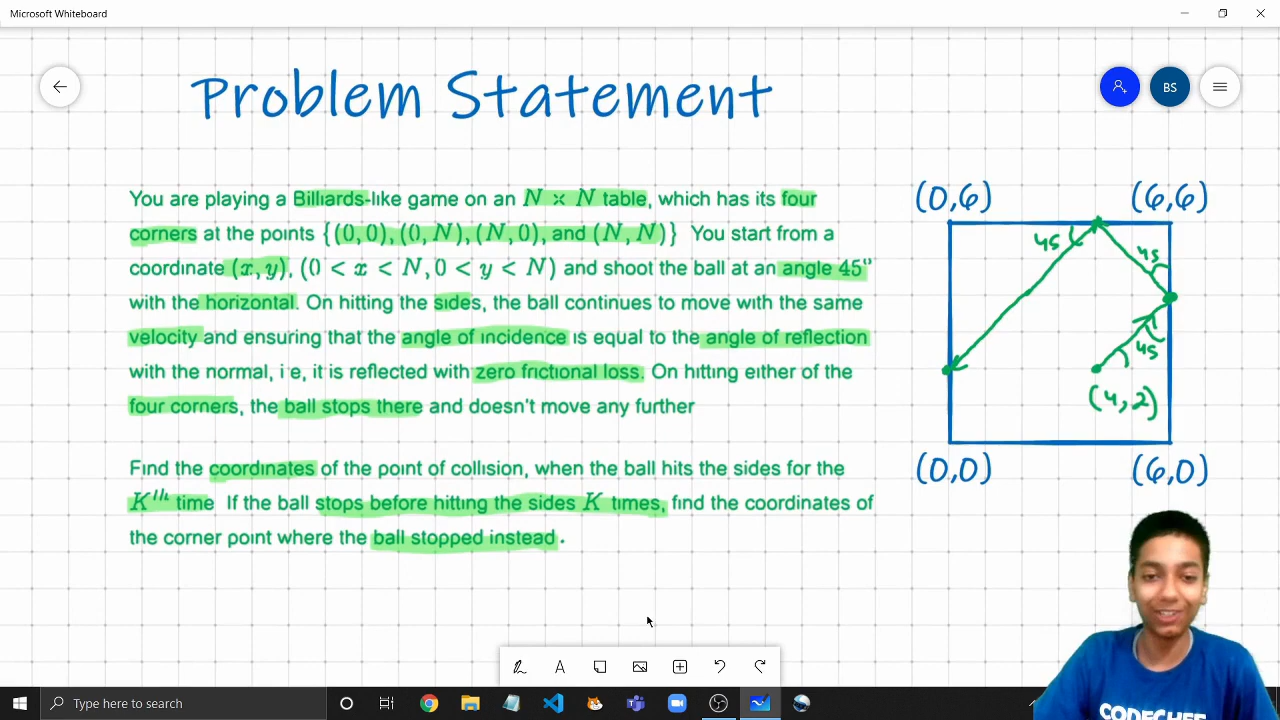 Microsoft Whiteboard
Problem Statement
BS
You are playing a Billiards-like game on an N × N table, which has its four
corners at the points {(0,0), (0, N), (N, 0), and (N, N)} You start from a
coordinate (x, y), (0 < x < N, 0 < y < N) and shoot the ball at an angle 45°
with the horizontal. On hitting the sides, the ball continues to move with the same
velocity and ensuring that the angle of incidence is equal to the angle of reflection
with the normal, i e, it is reflected with zero frictional loss. On hitting either of the
four corners, the ball stops there and doesn't move any further
Find the coordinates of the point of collision, when the ball hits the sides for the
Kth time If the ball stops before hitting the sides K times, find the coordinates of
the corner point where the ball stopped instead.
(0,6) (6,6)
45 45
45
(4,2)
(0,0) (6,0)
CODECHEF
A
Type here to search